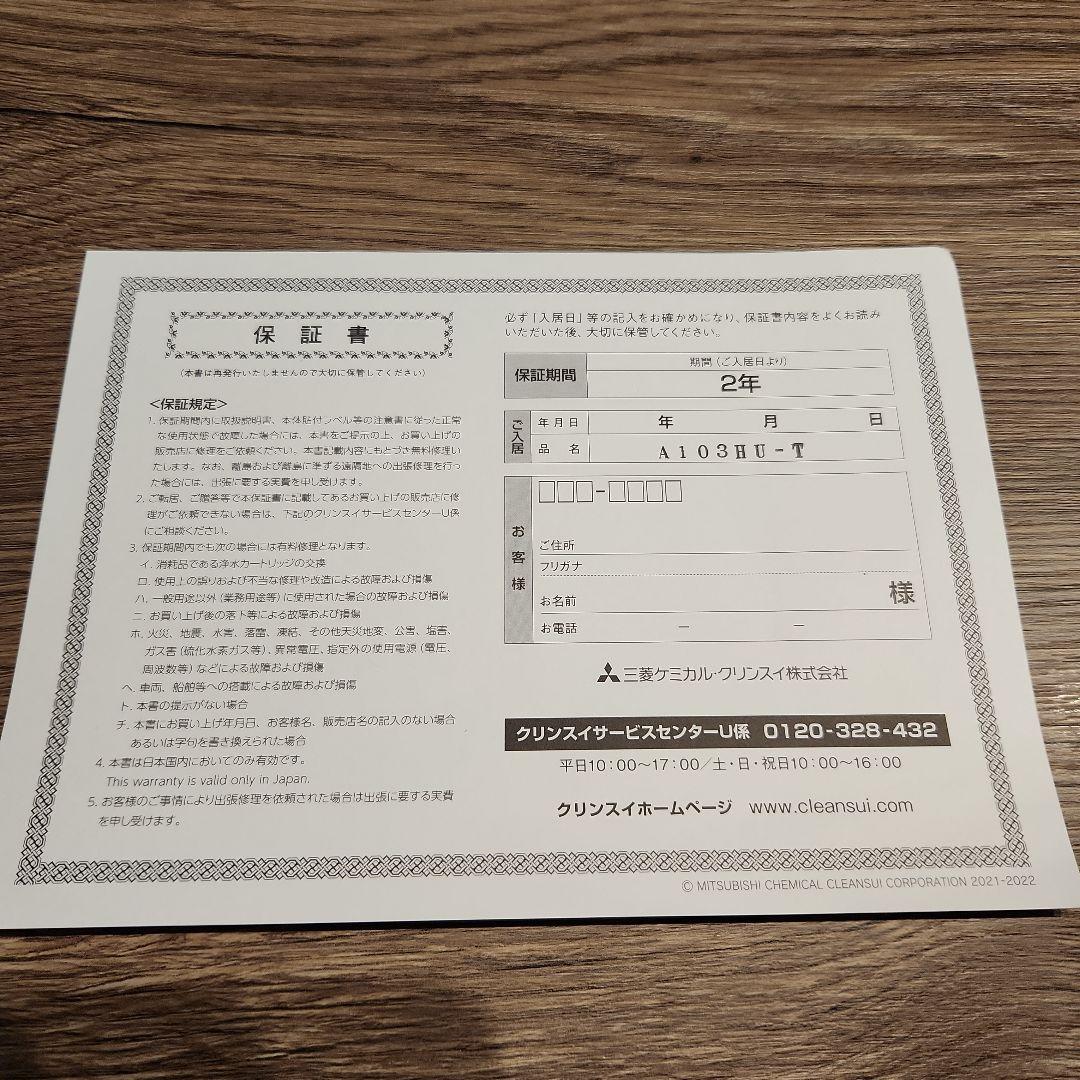 保証書
(本書は再発行いたしませんので大切に保管してください)
<保証規定>
1. 保証期間内に取扱説明書、本体貼付ラベル等の注意書に従った正常
な使用状態で故障した場合には、本書をご提示の上、お買い上げの
販売店に修理をご依頼ください。本書記載内容にもとづき無料修理い
たします。なお、離島および離島に準ずる遠隔地への出張修理を行っ
た場合には、出張に要する実費を申し受けます。
2. ご転居、ご贈答等で本保証書に記載してあるお買い上げの販売店に修
理がご依頼できない場合は、下記のクリンスイサービスセンターU係
にご相談ください。
3. 保証期間内でも次の場合には有料修理となります。
イ. 消耗品である浄水カートリッジの交換
ロ. 使用上の誤りおよび不当な修理や改造による故障および損傷
ハ. 一般用途以外(業務用途等)に使用された場合の故障および損傷
ニ. お買い上げ後の落下等による故障および損傷
ホ. 火災、地震、水害、落雷、凍結、その他天災地変、公害、塩害、
ガス害(硫化水素ガス等)、異常電圧、指定外の使用電源(電圧、
周波数等)などによる故障および損傷
ヘ. 車両、船舶等への搭載による故障および損傷
ト. 本書の提示がない場合
チ. 本書にお買い上げ年月日、お客様名、販売店名の記入のない場合
あるいは字句を書き換えられた場合
4. 本書は日本国内においてのみ有効です。
This warranty is valid only in Japan.
5. お客様のご事情により出張修理を依頼された場合は出張に要する実費
を申し受けます。
必ず「入居日」等の記入をお確かめになり、保証書内容をよくお読み
いただいた後、大切に保管してください。
保証期間
期間(ご入居日より)
2年
ご入居
年月日 年 月 日
品名 A103HU-T
お客様
□□□-□□□□
ご住所
フリガナ
お名前 様
お電話 － －
三菱ケミカル・クリンスイ株式会社
クリンスイサービスセンターU係 0120-328-432
平日10:00〜17:00／土・日・祝日10:00〜16:00
クリンスイホームページ www.cleansui.com
© MITSUBISHI CHEMICAL CLEANSUI CORPORATION 2021-2022